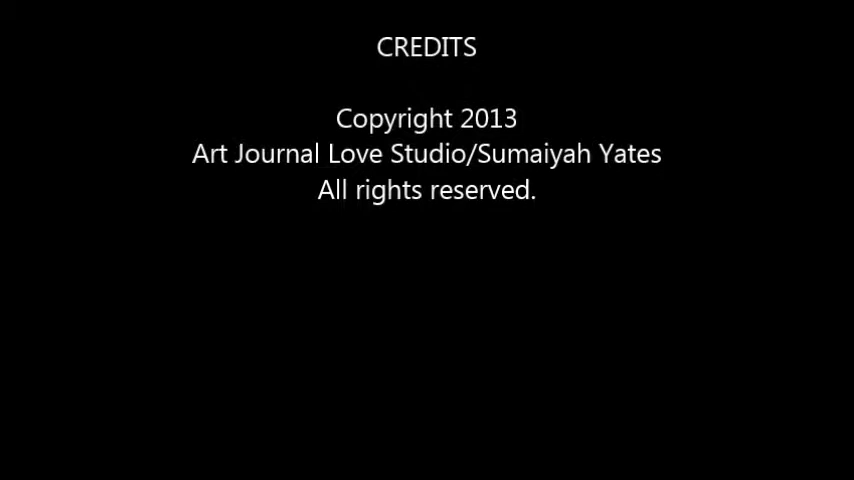 CREDITS
Copyright 2013
Art Journal Love Studio/Sumaiyah Yates
All rights reserved.